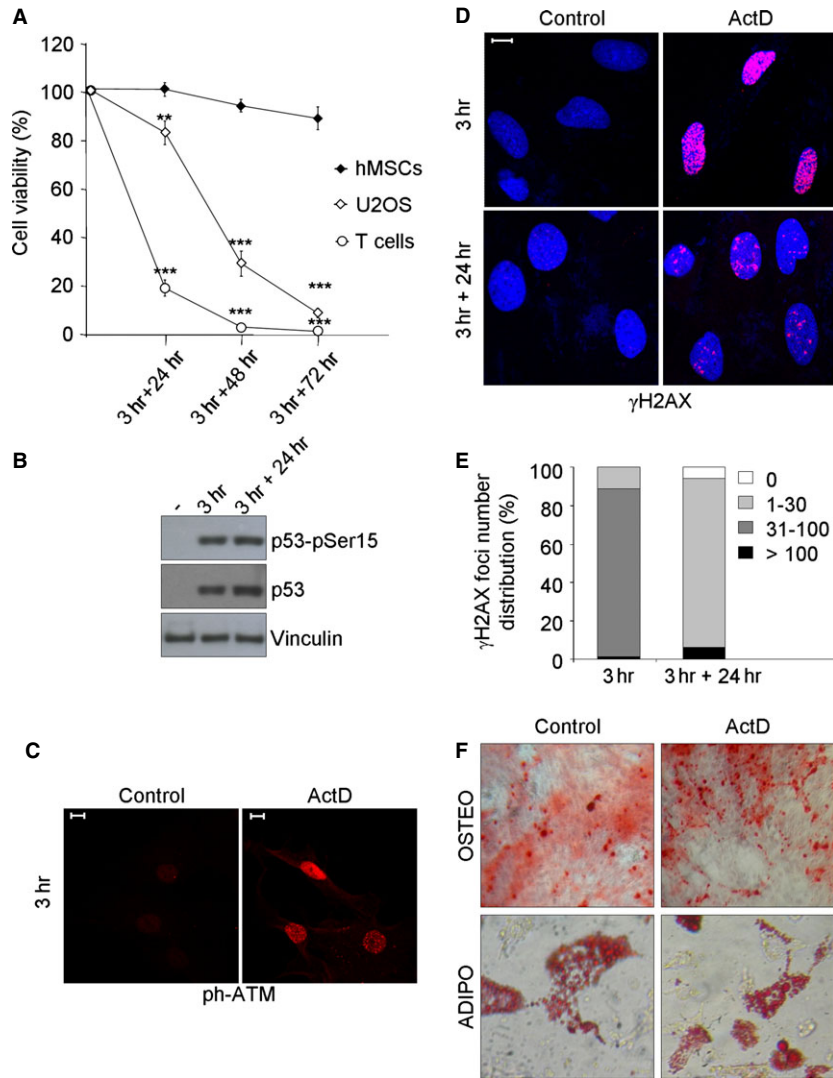 A
120
100
80
60
40
20
0
Cell viability (%)
**
***
***
***
***
***
hMSCs
U2OS
T cells
3 hr+24 hr
3 hr+48 hr
3 hr+72 hr
B
-
3 hr
3 hr + 24 hr
p53-pSer15
p53
Vinculin
C
Control
ActD
3 hr
ph-ATM
D
Control
ActD
3 hr
3 hr + 24 hr
γH2AX
E
100
80
60
40
20
0
γH2AX foci number
distribution (%)
0
1-30
31-100
> 100
3 hr
3 hr + 24 hr
F
Control
ActD
OSTEO
ADIPO